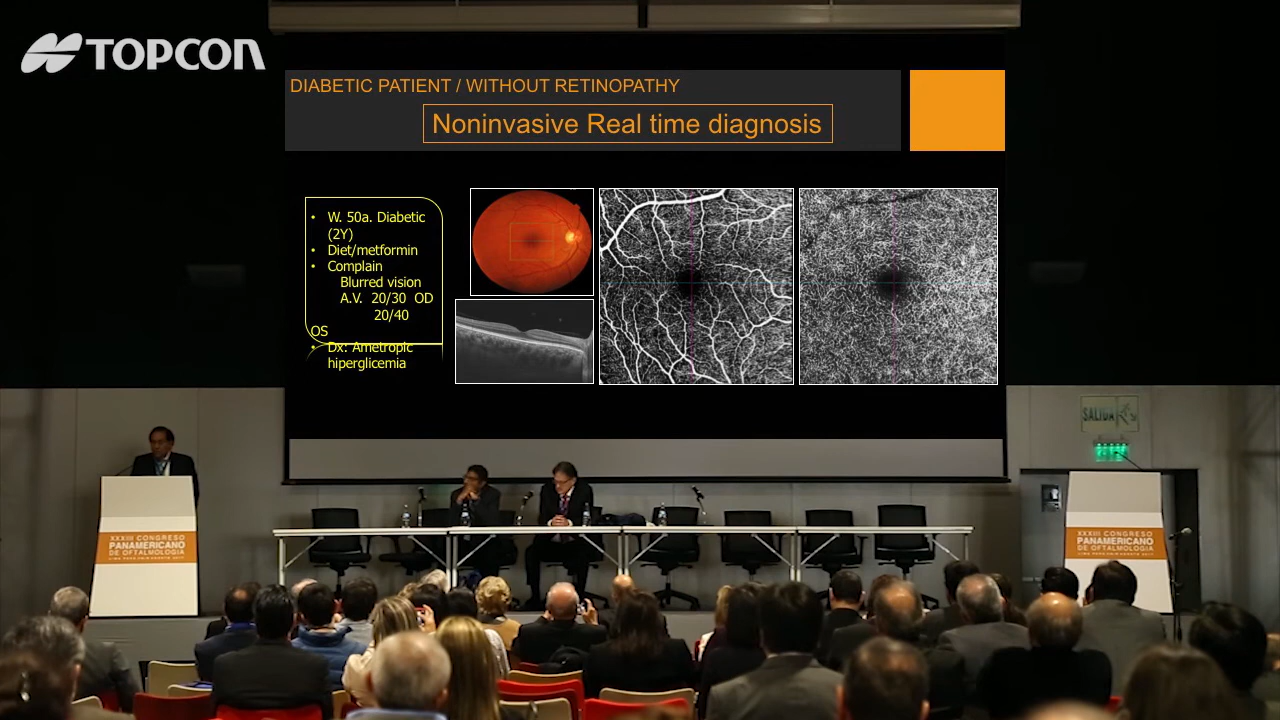 TOPCON
DIABETIC PATIENT / WITHOUT RETINOPATHY
Noninvasive Real time diagnosis
• W. 50a. Diabetic
(2Y)
• Diet/metformin
• Complain
Blurred vision
A.V. 20/30 OD
20/40
OS
• Dx: Ametropic
hiperglicemia
SALIDA
XXXIII CONGRESO
PANAMERICANO
DE OFTALMOLOGIA
XXXIII CONGRESO
PANAMERICANO
DE OFTALMOLOGIA